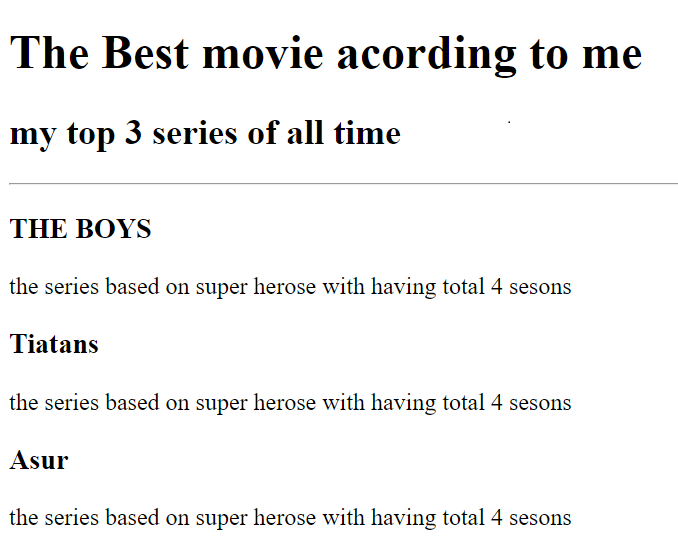 The Best movie acording to me
my top 3 series of all time
THE BOYS
the series based on super herose with having total 4 sesons
Tiatans
the series based on super herose with having total 4 sesons
Asur
the series based on super herose with having total 4 sesons